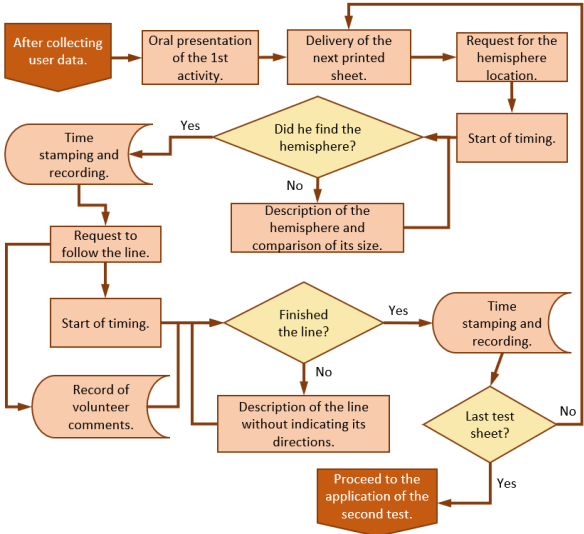 After collecting
user data.
Oral presentation
of the 1st
activity.
Delivery of the
next printed
sheet.
Request for the
hemisphere
location.
Start of timing.
Did he find the
hemisphere?
Yes
No
Time
stamping and
recording.
Description of the
hemisphere and
comparison of its size.
Request to
follow the line.
Start of timing.
Record of
volunteer
comments.
Finished
the line?
Yes
No
Description of the line
without indicating its
directions.
Time
stamping and
recording.
Last test
sheet?
No
Yes
Proceed to the
application of the
second test.